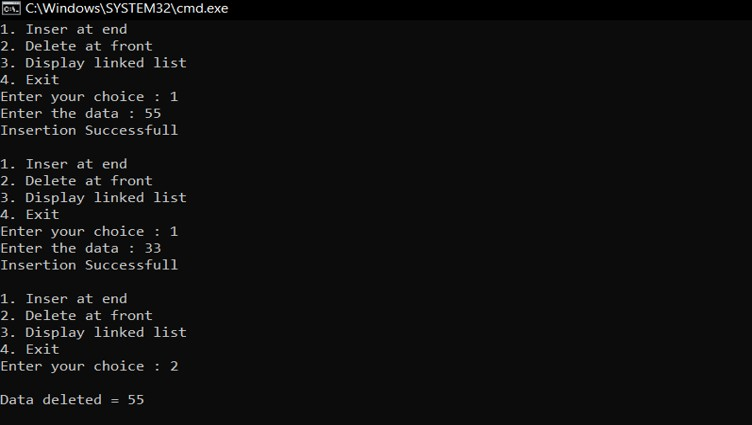 C:\Windows\SYSTEM32\cmd.exe
1. Inser at end
2. Delete at front
3. Display linked list
4. Exit
Enter your choice : 1
Enter the data : 55
Insertion Successfull
1. Inser at end
2. Delete at front
3. Display linked list
4. Exit
Enter your choice : 1
Enter the data : 33
Insertion Successfull
1. Inser at end
2. Delete at front
3. Display linked list
4. Exit
Enter your choice : 2
Data deleted = 55